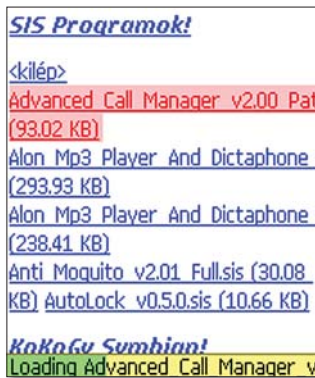 SIS Programok!
<kilép>
Advanced Call Manager v2.00 Pat
(93.02 KB)
Alon Mp3 Player And Dictaphone
(293.93 KB)
Alon Mp3 Player And Dictaphone
(238.41 KB)
Anti Moquito v2.01 Full.sis (30.08
KB) AutoLock v0.5.0.sis (10.66 KB)
KoKoGy Symbian!
Loading Advanced Call Manager v